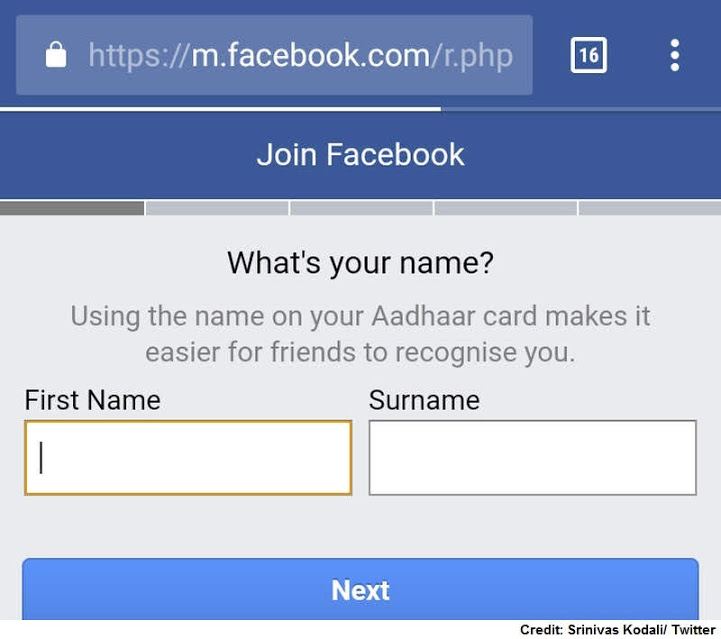 https://m.facebook.com/r.php
16
Join Facebook
What's your name?
Using the name on your Aadhaar card makes it
easier for friends to recognise you.
First Name Surname
Next
Credit: Srinivas Kodali/ Twitter